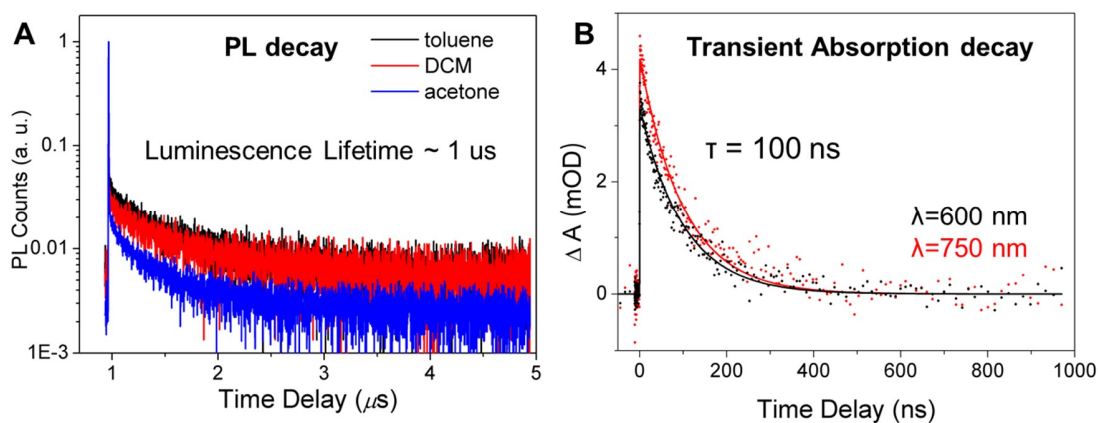 A
PL decay
toluene
DCM
acetone
Luminescence Lifetime ~ 1 us
PL Counts (a. u.)
1
0.1
0.01
1E-3
1
2
3
4
5
Time Delay (μs)
B
Transient Absorption decay
τ = 100 ns
λ=600 nm
λ=750 nm
Δ A (mOD)
4
2
0
0
200
400
600
800
1000
Time Delay (ns)